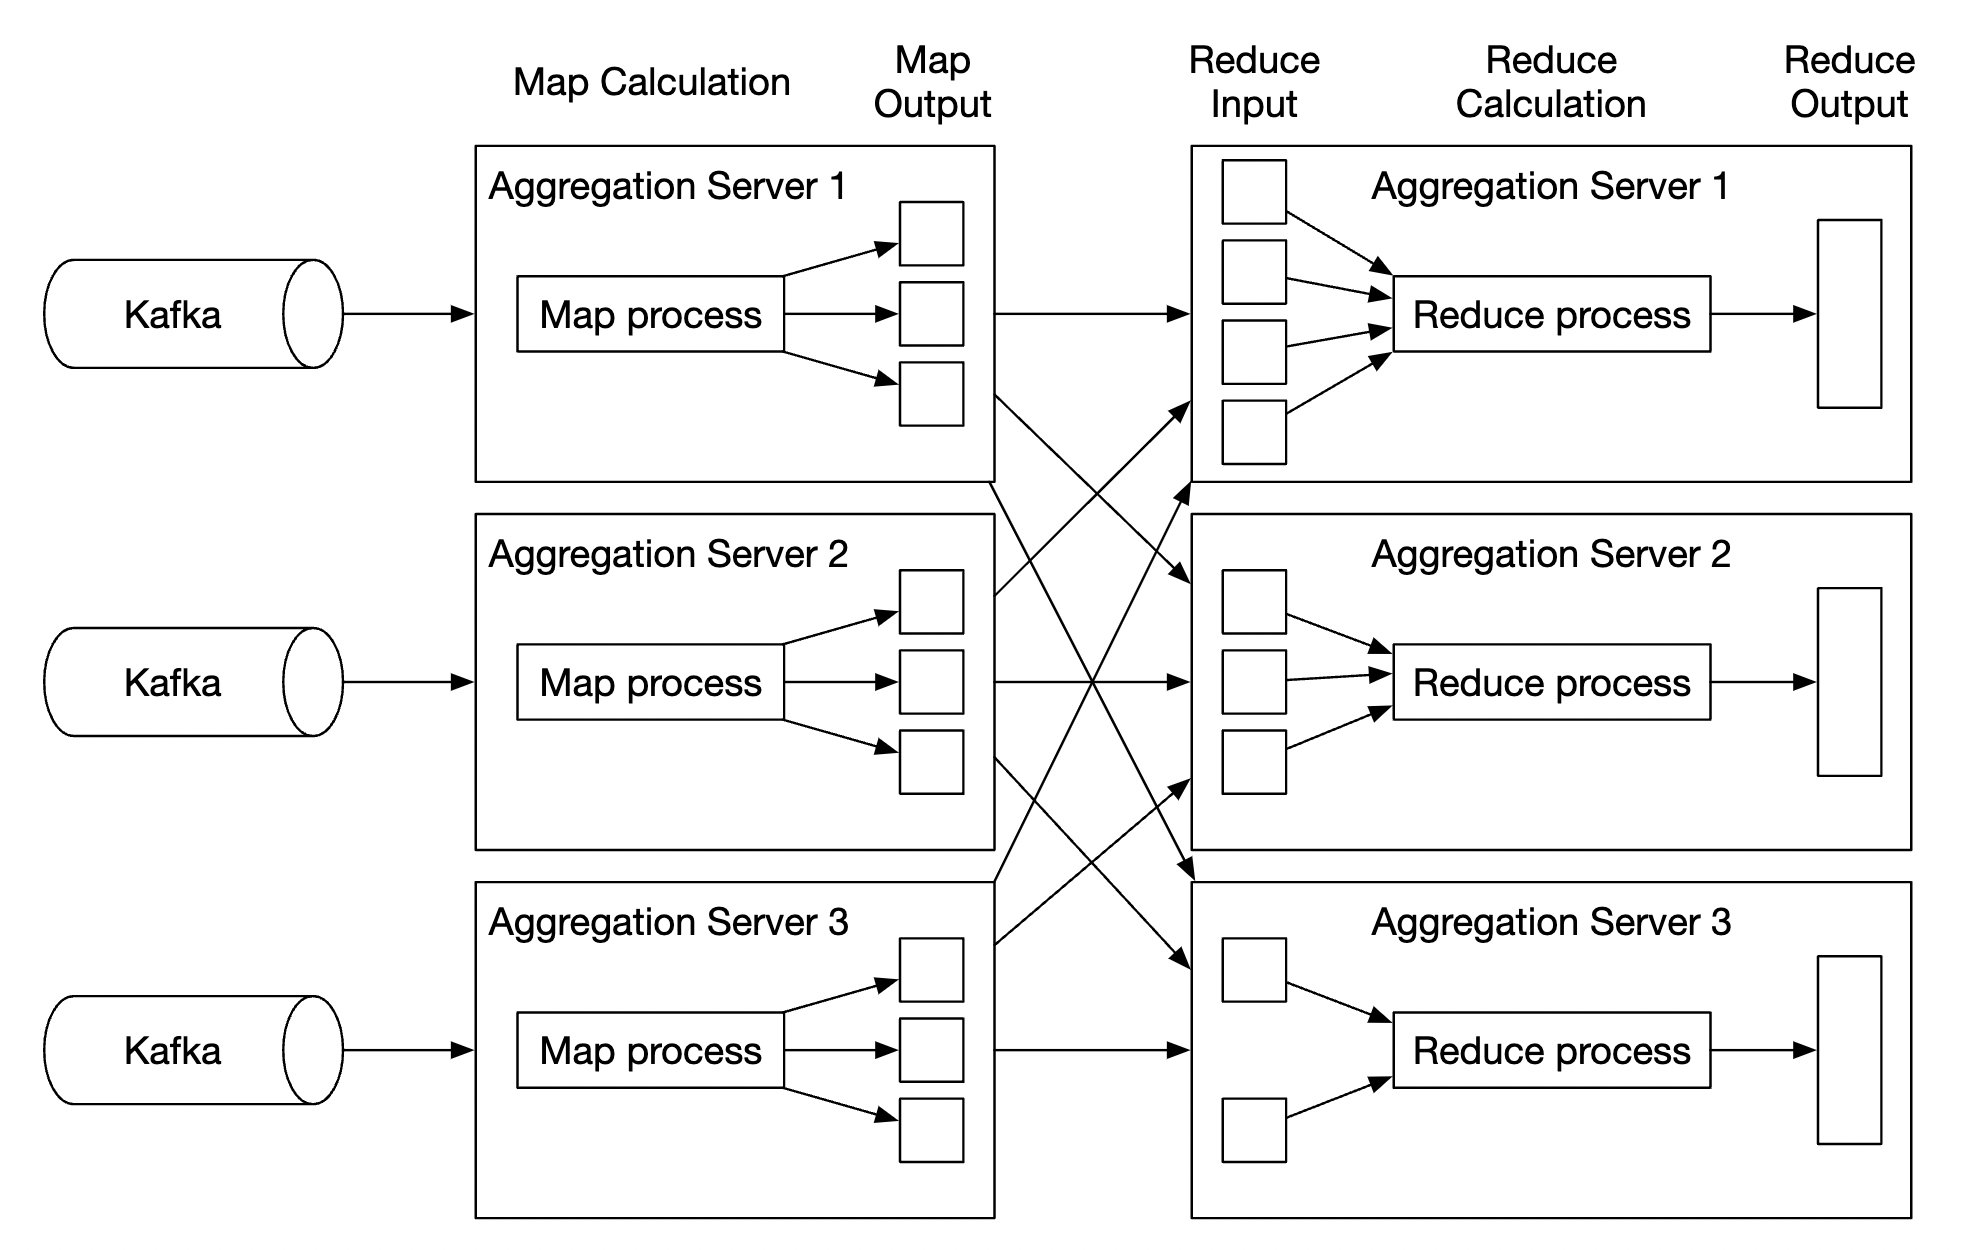 Map Calculation
Map
Output
Reduce
Input
Reduce
Calculation
Reduce
Output
Kafka
Aggregation Server 1
Map process
Aggregation Server 1
Reduce process
Kafka
Aggregation Server 2
Map process
Aggregation Server 2
Reduce process
Kafka
Aggregation Server 3
Map process
Aggregation Server 3
Reduce process